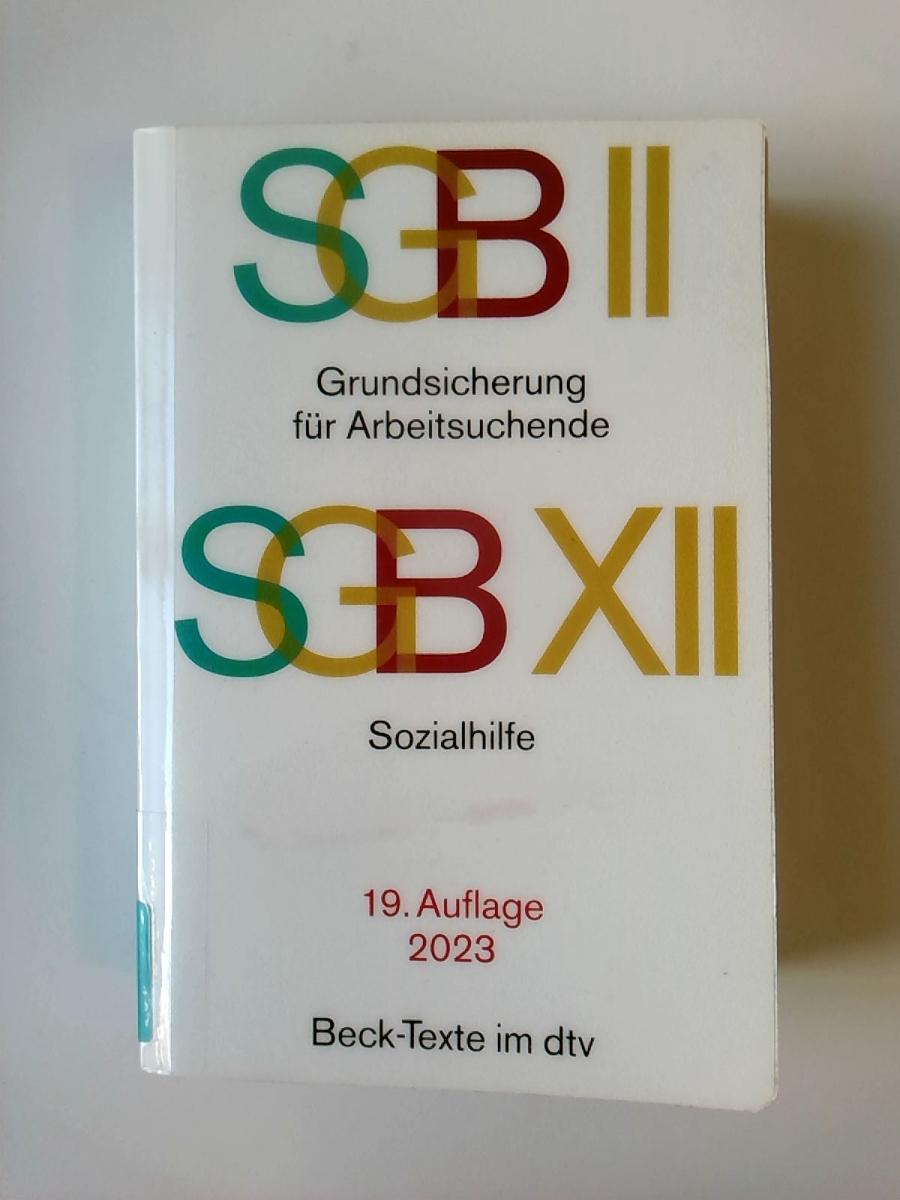 SGB II
Grundsicherung
für Arbeitsuchende
SGB XII
Sozialhilfe
19. Auflage
2023
Beck-Texte im dtv